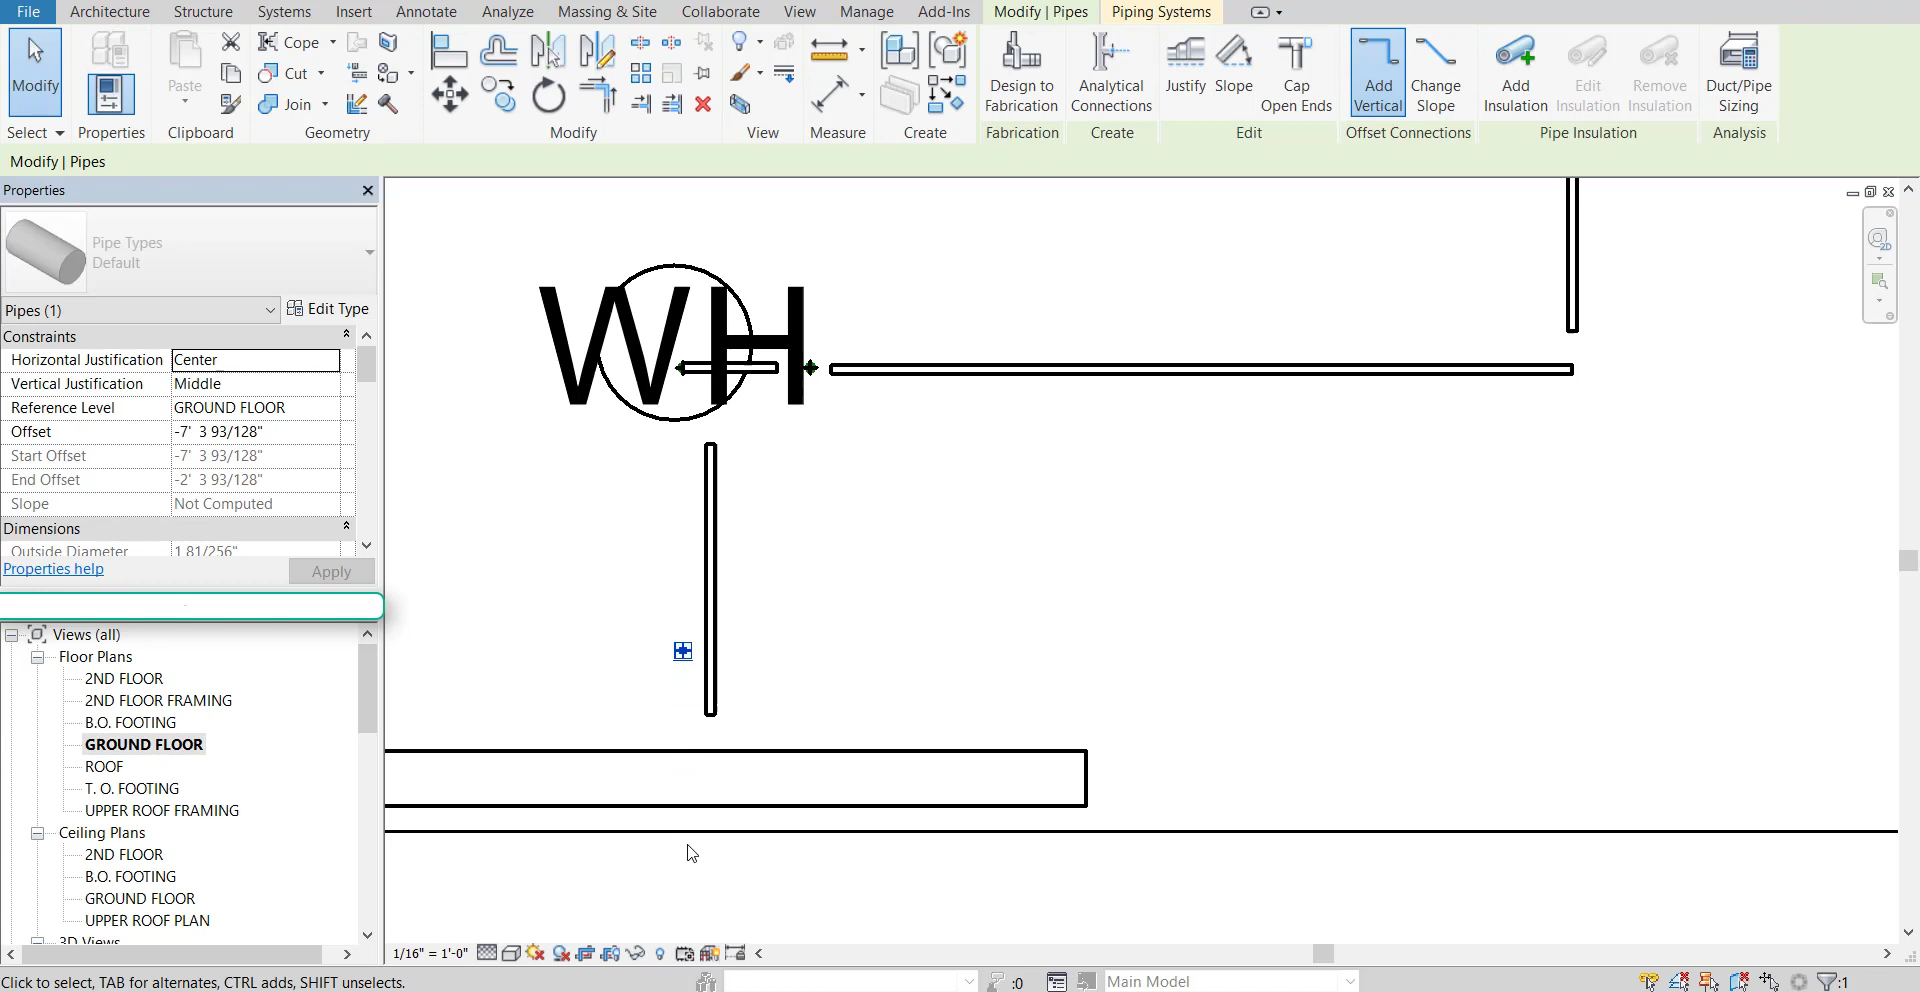 File Architecture Structure Systems Insert Annotate Analyze Massing & Site Collaborate View Manage Add-Ins Modify | Pipes Piping Systems
Modify Paste Cope Cut Join Design to Fabrication Analytical Connections Justify Slope Cap Open Ends Add Vertical Change Slope Add Insulation Edit Insulation Remove Insulation Duct/Pipe Sizing
Select Properties Clipboard Geometry Modify View Measure Create Fabrication Create Edit Offset Connections Pipe Insulation Analysis
Modify | Pipes
Properties
Pipe Types
Default
Pipes (1) Edit Type
Constraints
Horizontal Justification Center
Vertical Justification Middle
Reference Level GROUND FLOOR
Offset -7' 3 93/128"
Start Offset -7' 3 93/128"
End Offset -2' 3 93/128"
Slope Not Computed
Dimensions
Outside Diameter 1 81/256"
Properties help Apply
Views (all)
Floor Plans
2ND FLOOR
2ND FLOOR FRAMING
B.O. FOOTING
GROUND FLOOR
ROOF
T. O. FOOTING
UPPER ROOF FRAMING
Ceiling Plans
2ND FLOOR
B.O. FOOTING
GROUND FLOOR
UPPER ROOF PLAN
3D Views
WH
2D
1/16" = 1'-0"
Click to select, TAB for alternates, CTRL adds, SHIFT unselects. :0 Main Model :1